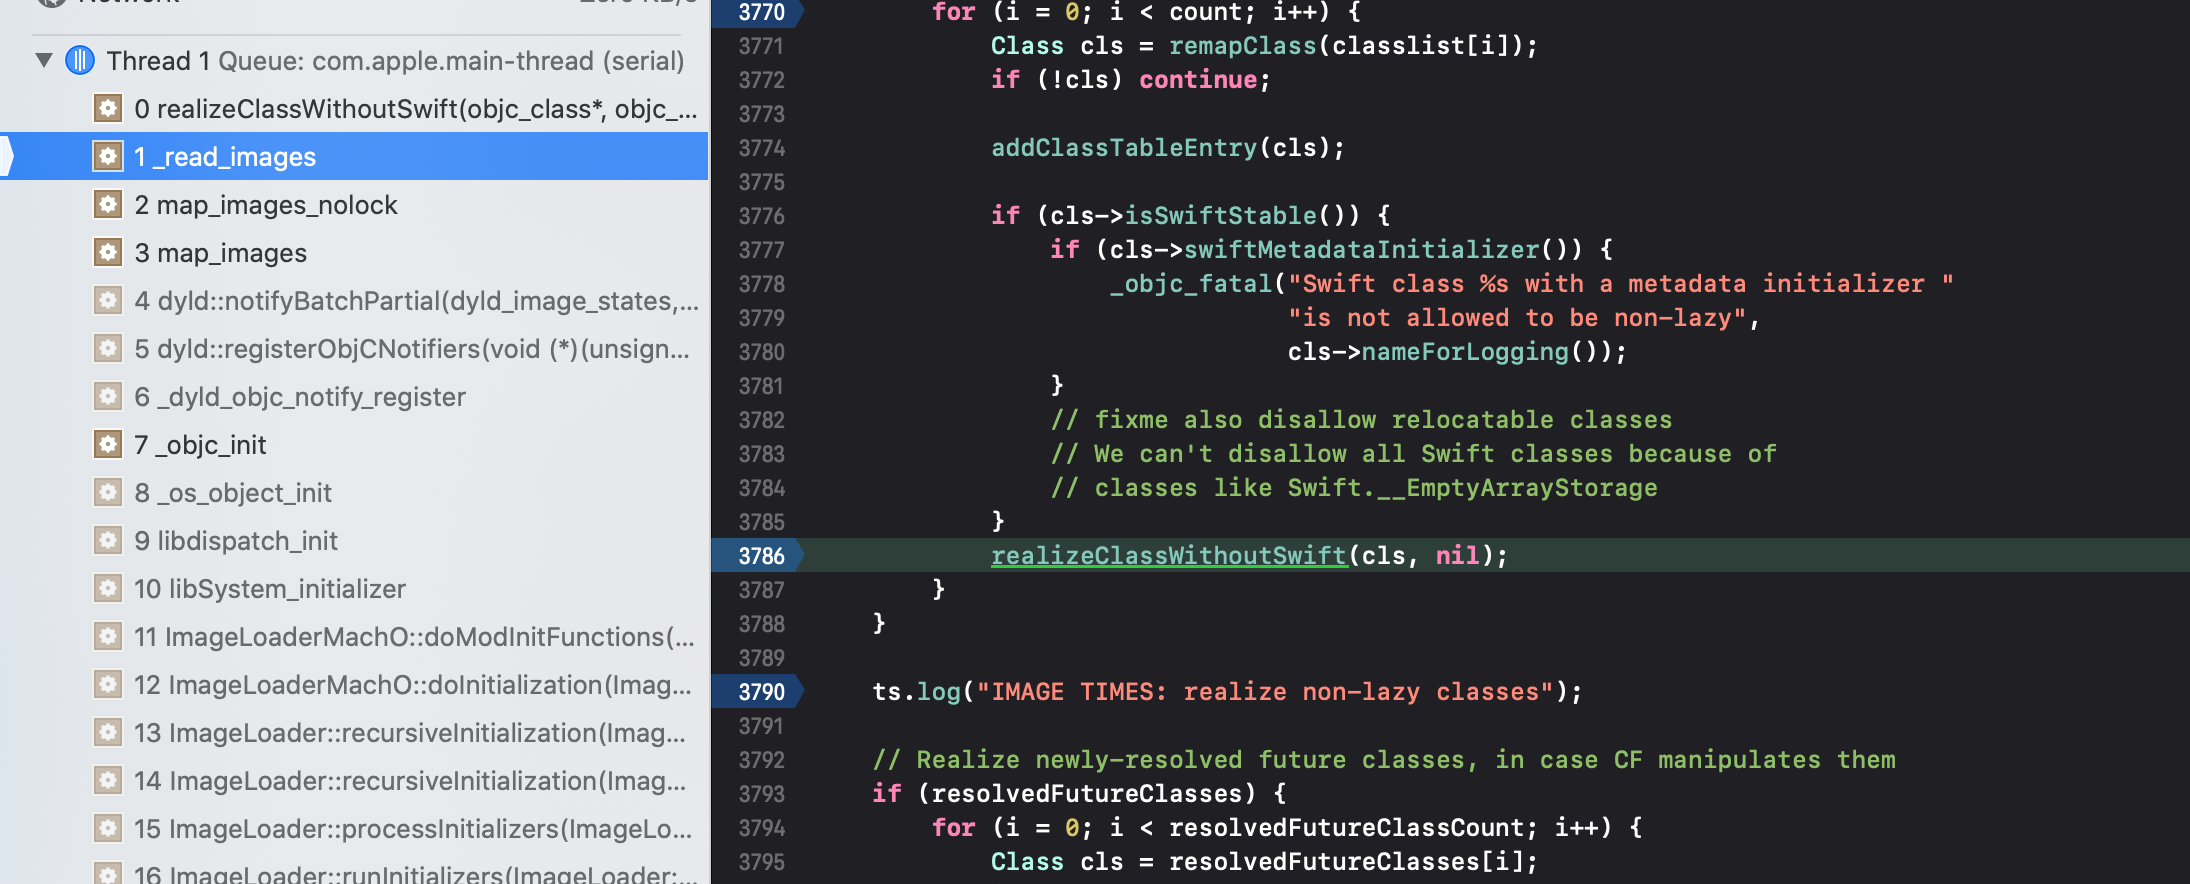 Network Zero KB/s
Thread 1 Queue: com.apple.main-thread (serial)
0 realizeClassWithoutSwift(objc_class*, objc_...
1 _read_images
2 map_images_nolock
3 map_images
4 dyld::notifyBatchPartial(dyld_image_states,...
5 dyld::registerObjCNotifiers(void (*)(unsign...
6 _dyld_objc_notify_register
7 _objc_init
8 _os_object_init
9 libdispatch_init
10 libSystem_initializer
11 ImageLoaderMachO::doModInitFunctions(...
12 ImageLoaderMachO::doInitialization(Imag...
13 ImageLoader::recursiveInitialization(Imag...
14 ImageLoader::recursiveInitialization(Imag...
15 ImageLoader::processInitializers(ImageLo...
16 ImageLoader::runInitializers(ImageLoader:...
3770 for (i = 0; i < count; i++) {
3771 Class cls = remapClass(classlist[i]);
3772 if (!cls) continue;
3773
3774 addClassTableEntry(cls);
3775
3776 if (cls->isSwiftStable()) {
3777 if (cls->swiftMetadataInitializer()) {
3778 _objc_fatal("Swift class %s with a metadata initializer "
3779 "is not allowed to be non-lazy",
3780 cls->nameForLogging());
3781 }
3782 // fixme also disallow relocatable classes
3783 // We can't disallow all Swift classes because of
3784 // classes like Swift.__EmptyArrayStorage
3785 }
3786 realizeClassWithoutSwift(cls, nil);
3787 }
3788 }
3789
3790 ts.log("IMAGE TIMES: realize non-lazy classes");
3791
3792 // Realize newly-resolved future classes, in case CF manipulates them
3793 if (resolvedFutureClasses) {
3794 for (i = 0; i < resolvedFutureClassCount; i++) {
3795 Class cls = resolvedFutureClasses[i];